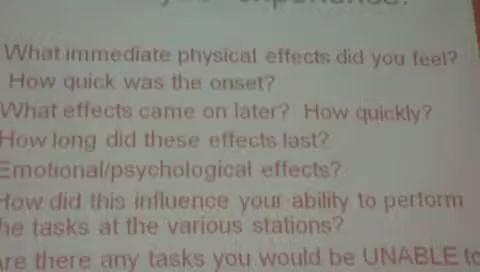 What immediate physical effects did you feel?
How quick was the onset?
What effects came on later? How quickly?
How long did these effects last?
Emotional/psychological effects?
How did this influence your ability to perform
he tasks at the various stations?
re there any tasks you would be UNABLE to